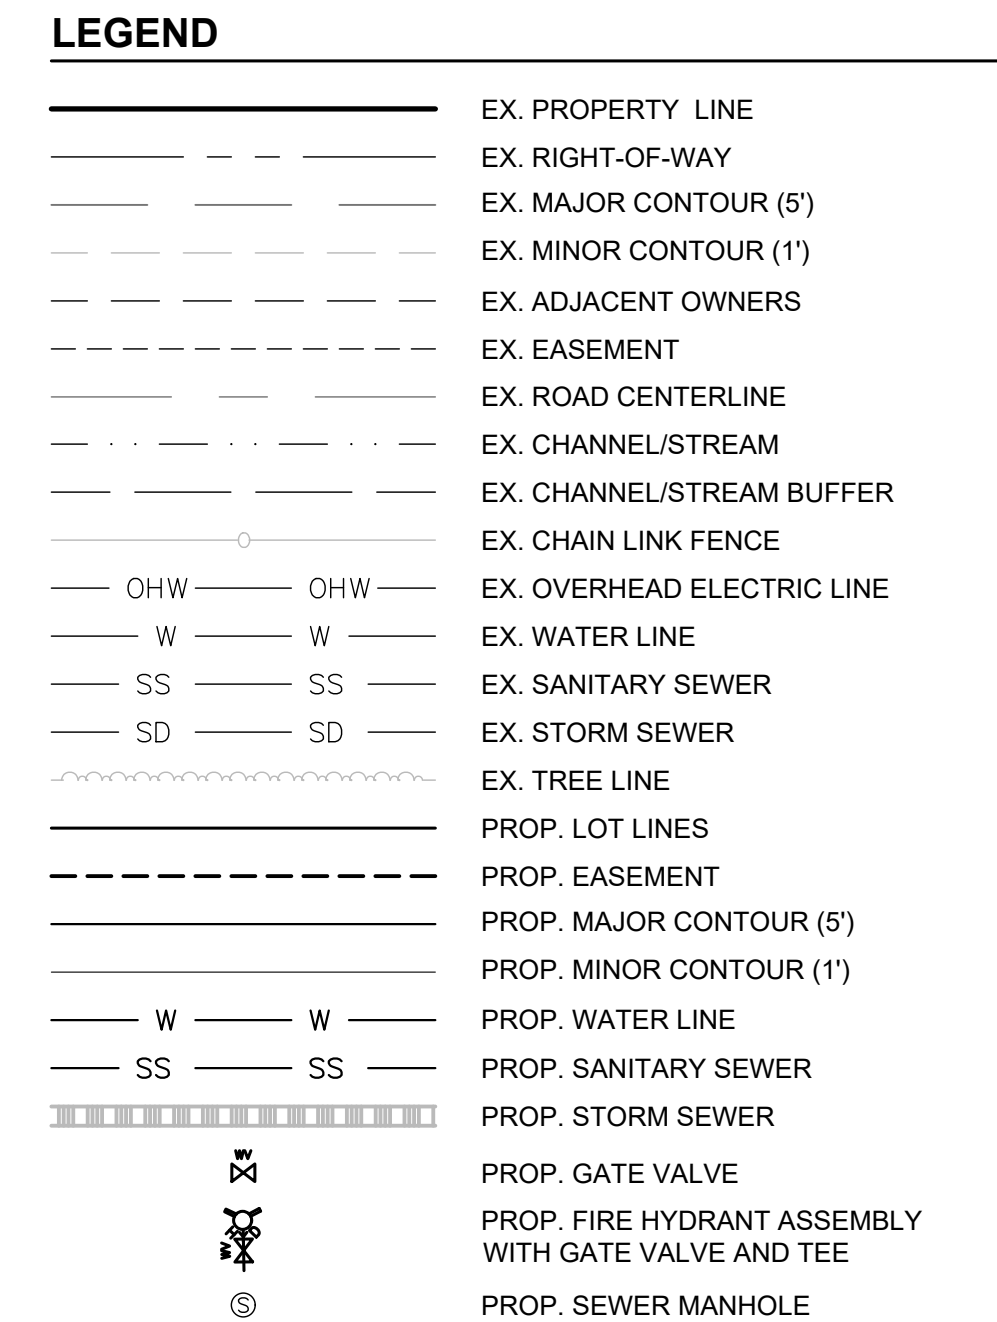 LEGEND
EX. PROPERTY LINE
EX. RIGHT-OF-WAY
EX. MAJOR CONTOUR (5')
EX. MINOR CONTOUR (1')
EX. ADJACENT OWNERS
EX. EASEMENT
EX. ROAD CENTERLINE
EX. CHANNEL/STREAM
EX. CHANNEL/STREAM BUFFER
EX. CHAIN LINK FENCE
OHW OHW EX. OVERHEAD ELECTRIC LINE
W W EX. WATER LINE
SS SS EX. SANITARY SEWER
SD SD EX. STORM SEWER
EX. TREE LINE
PROP. LOT LINES
PROP. EASEMENT
PROP. MAJOR CONTOUR (5')
PROP. MINOR CONTOUR (1')
W W PROP. WATER LINE
SS SS PROP. SANITARY SEWER
PROP. STORM SEWER
WV PROP. GATE VALVE
PROP. FIRE HYDRANT ASSEMBLY
WV WITH GATE VALVE AND TEE
S PROP. SEWER MANHOLE